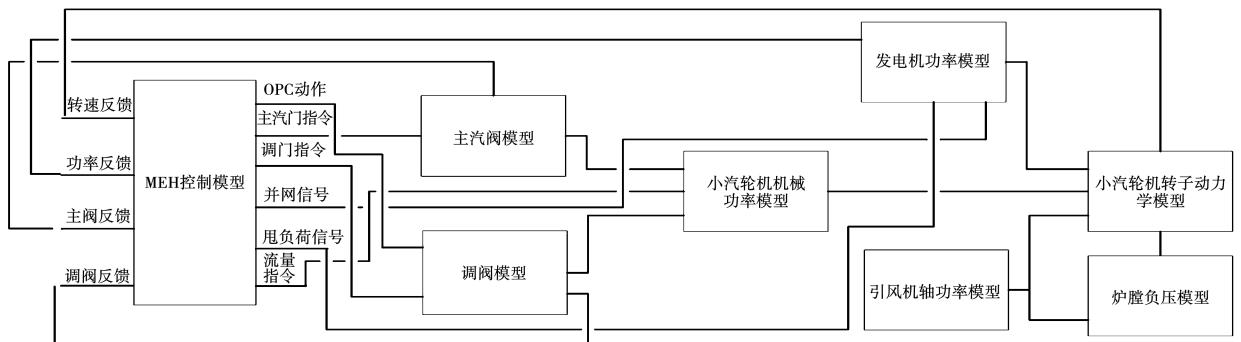 发电机功率模型
OPC动作
转速反馈
主汽门指令
主汽阀模型
调门指令
功率反馈
MEH控制模型
小汽轮机机械
功率模型
小汽轮机转子动力
学模型
并网信号
主阀反馈
甩负荷信号
流量
指令
调阀反馈
调阀模型
引风机轴功率模型
炉膛负压模型